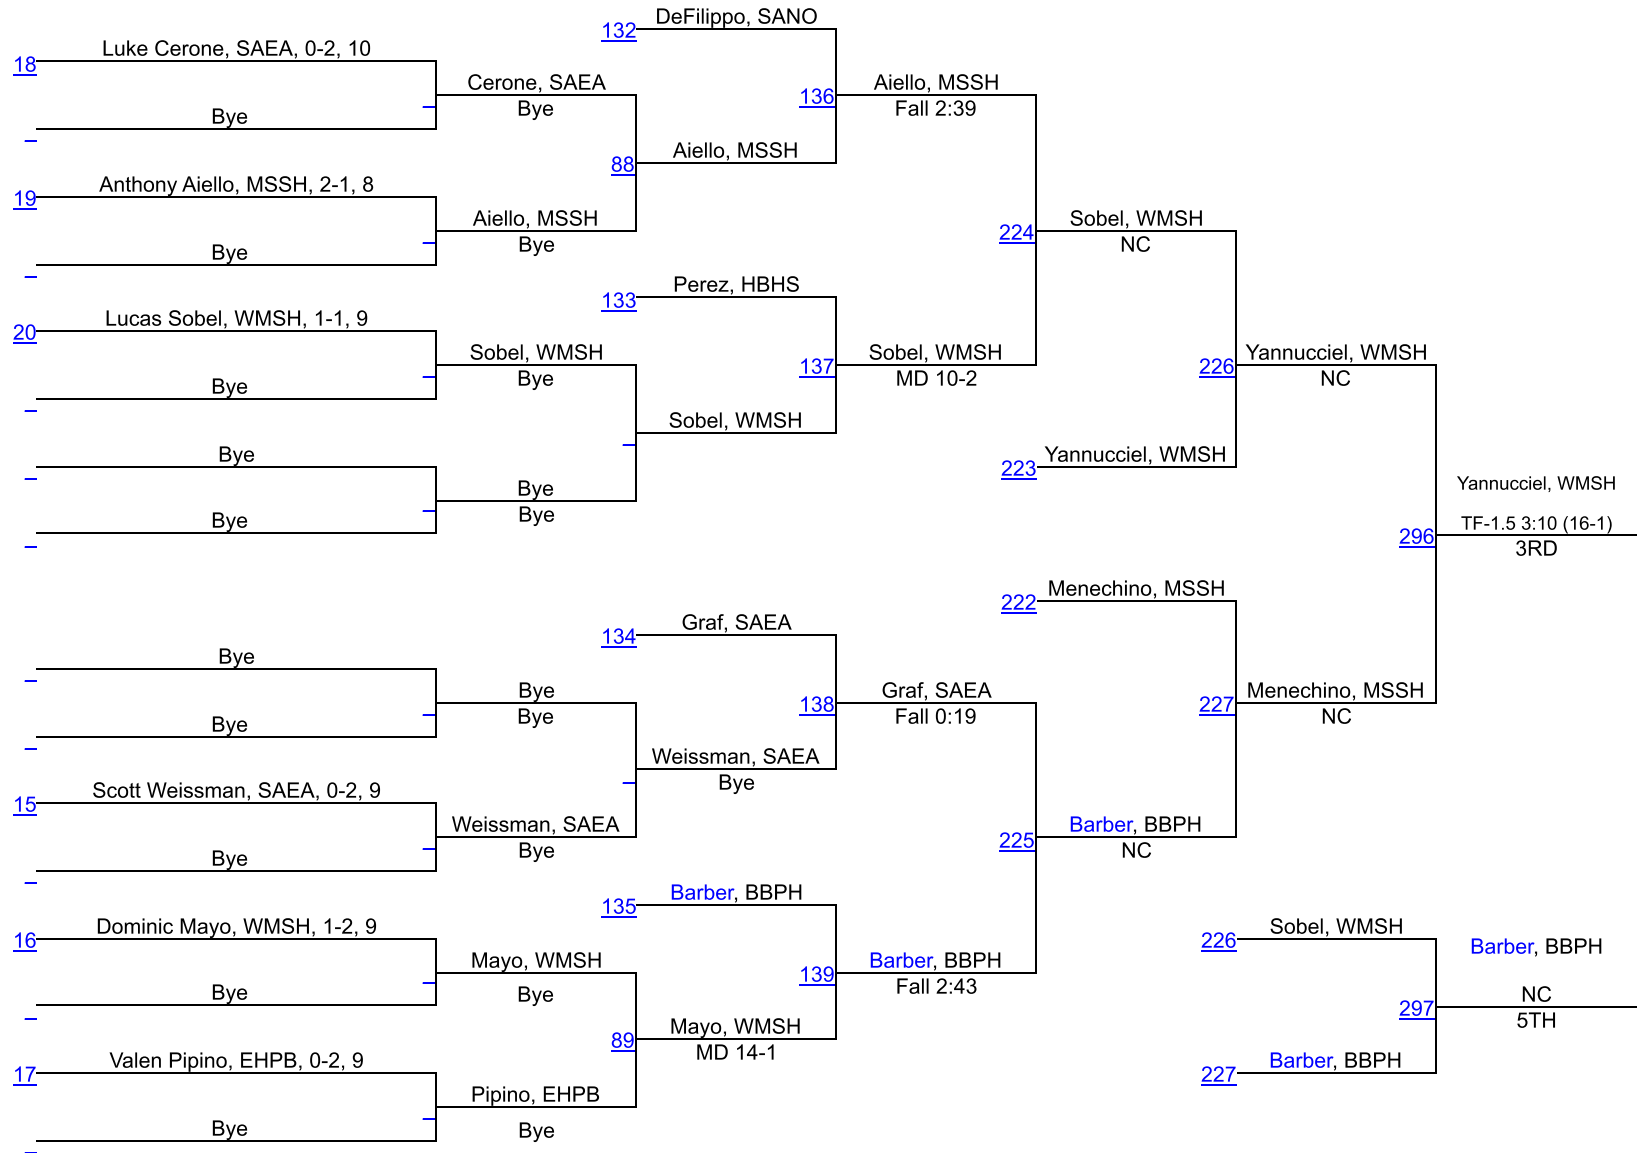 DeFilippo, SANO
132
Luke Cerone, SAEA, 0-2, 10
18
Cerone, SAEA
Bye
Aiello, MSSH
Fall 2:39
136
Bye
Aiello, MSSH
88
Anthony Aiello, MSSH, 2-1, 8
19
Aiello, MSSH
Bye
Sobel, WMSH
NC
224
Bye
Perez, HBHS
133
Lucas Sobel, WMSH, 1-1, 9
20
Sobel, WMSH
Bye
Sobel, WMSH
MD 10-2
137
Yannucciel, WMSH
NC
226
Bye
Sobel, WMSH
Bye
Yannucciel, WMSH
223
Bye
Bye
Yannucciel, WMSH
TF-1.5 3:10 (16-1)
3RD
296
Bye
Menechino, MSSH
222
Graf, SAEA
134
Bye
Bye
Bye
Graf, SAEA
Fall 0:19
138
Menechino, MSSH
NC
227
Bye
Weissman, SAEA
Bye
Scott Weissman, SAEA, 0-2, 9
15
Weissman, SAEA
Bye
Barber, BBPH
NC
225
Bye
Barber, BBPH
135
Dominic Mayo, WMSH, 1-2, 9
16
Sobel, WMSH
226
Barber, BBPH
Mayo, WMSH
Bye
Barber, BBPH
Fall 2:43
139
Bye
NC
5TH
297
Mayo, WMSH
MD 14-1
89
Valen Pipino, EHPB, 0-2, 9
17
Barber, BBPH
227
Pipino, EHPB
Bye
Bye